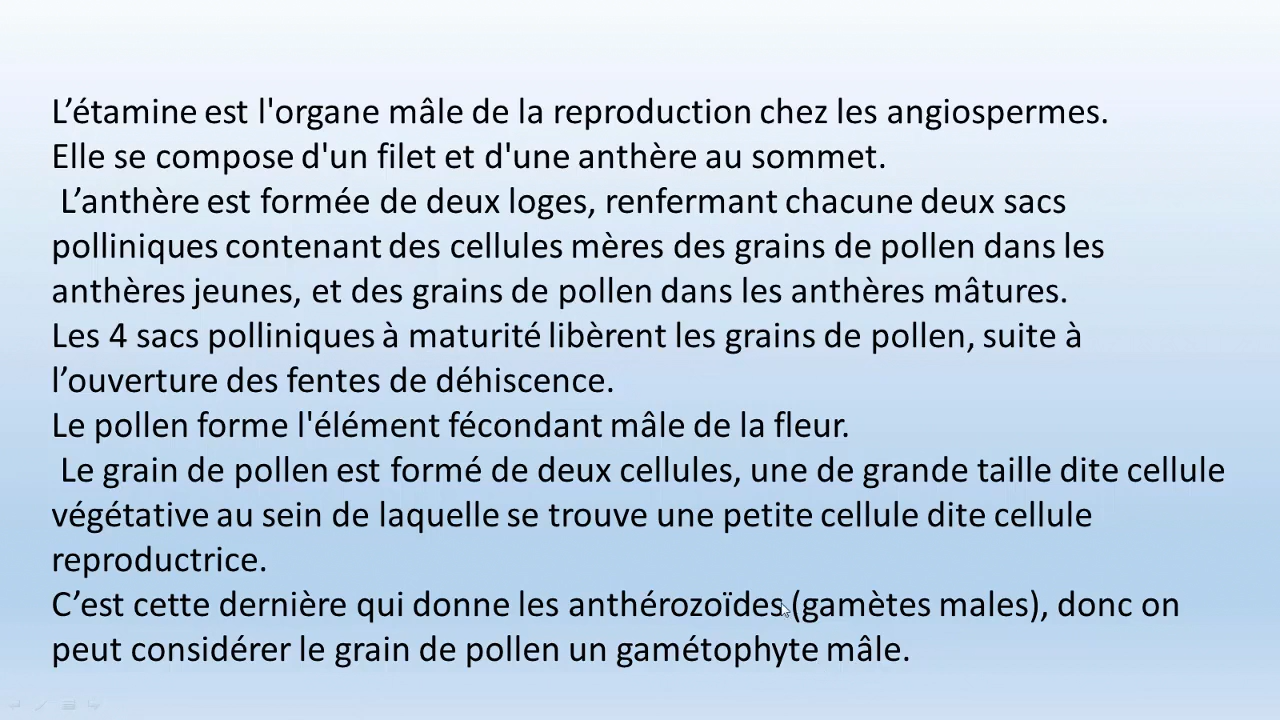 L’étamine est l'organe mâle de la reproduction chez les angiospermes.
Elle se compose d'un filet et d'une anthère au sommet.
L’anthère est formée de deux loges, renfermant chacune deux sacs
polliniques contenant des cellules mères des grains de pollen dans les
anthères jeunes, et des grains de pollen dans les anthères mâtures.
Les 4 sacs polliniques à maturité libèrent les grains de pollen, suite à
l’ouverture des fentes de déhiscence.
Le pollen forme l'élément fécondant mâle de la fleur.
Le grain de pollen est formé de deux cellules, une de grande taille dite cellule
végétative au sein de laquelle se trouve une petite cellule dite cellule
reproductrice.
C’est cette dernière qui donne les anthérozoïdes (gamètes males), donc on
peut considérer le grain de pollen un gamétophyte mâle.